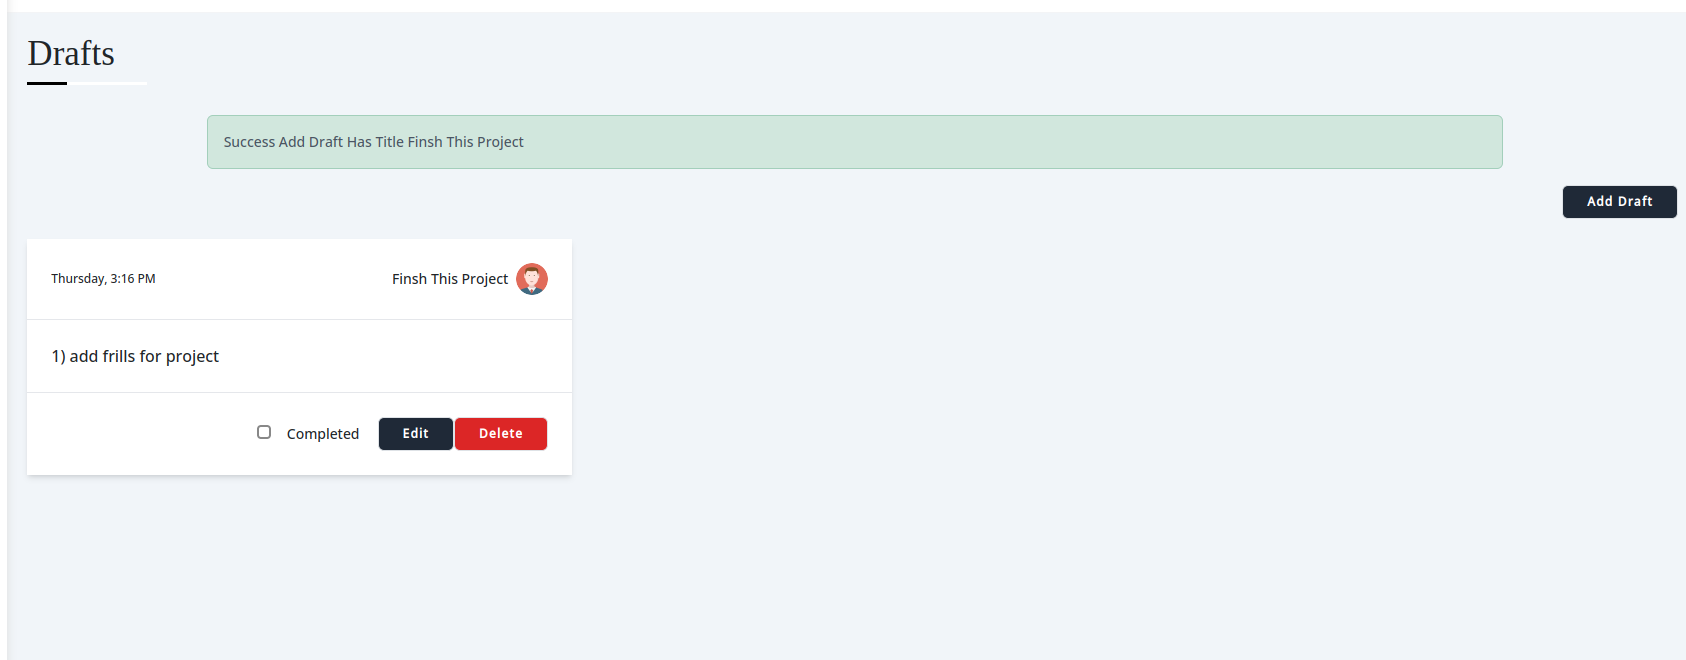 Drafts
Success Add Draft Has Title Finsh This Project
Add Draft
Thursday, 3:16 PM
Finsh This Project
1) add frills for project
Completed
Edit
Delete